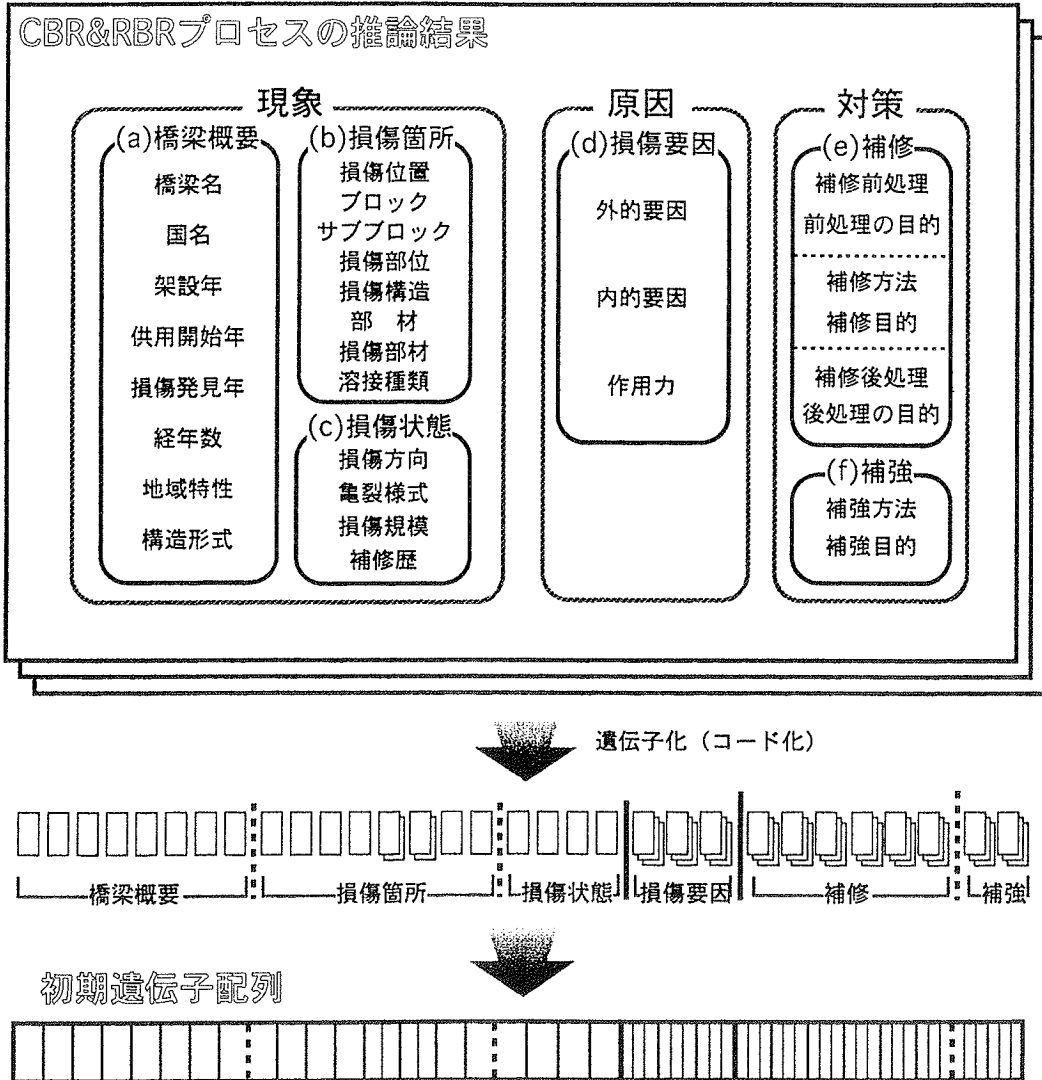 CBR&RBRプロセスの推論結果
現象
(a)橋梁概要
橋梁名
国名
架設年
供用開始年
損傷発見年
経年数
地域特性
構造形式
(b)損傷箇所
損傷位置
ブロック
サブブロック
損傷部位
損傷構造
部　材
損傷部材
溶接種類
(c)損傷状態
損傷方向
亀裂様式
損傷規模
補修歴
原因
(d)損傷要因
外的要因
内的要因
作用力
対策
(e)補修
補修前処理
前処理の目的
補修方法
補修目的
補修後処理
後処理の目的
(f)補強
補強方法
補強目的
遺伝子化（コード化）
橋梁概要 損傷箇所 損傷状態 損傷要因 補修 補強
初期遺伝子配列